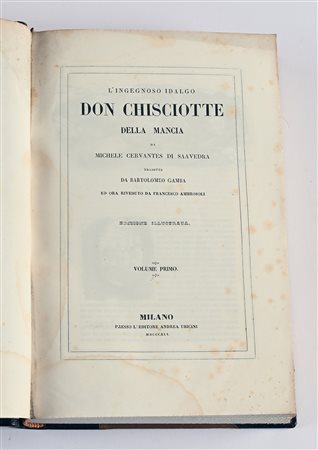 L'INGEGNOSO IDALGO
DON CHISCIOTTE
DELLA MANCIA
DI
MICHELE CERVANTES DI SAAVEDRA
TRADOTTO
DA BARTOLOMEO GAMBA
ED ORA RIVEDUTO DA FRANCESCO AMBROSOLI
EDIZIONE ILLUSTRATA.
VOLUME PRIMO.
MILANO
PRESSO L'EDITORE ANDREA UBICINI